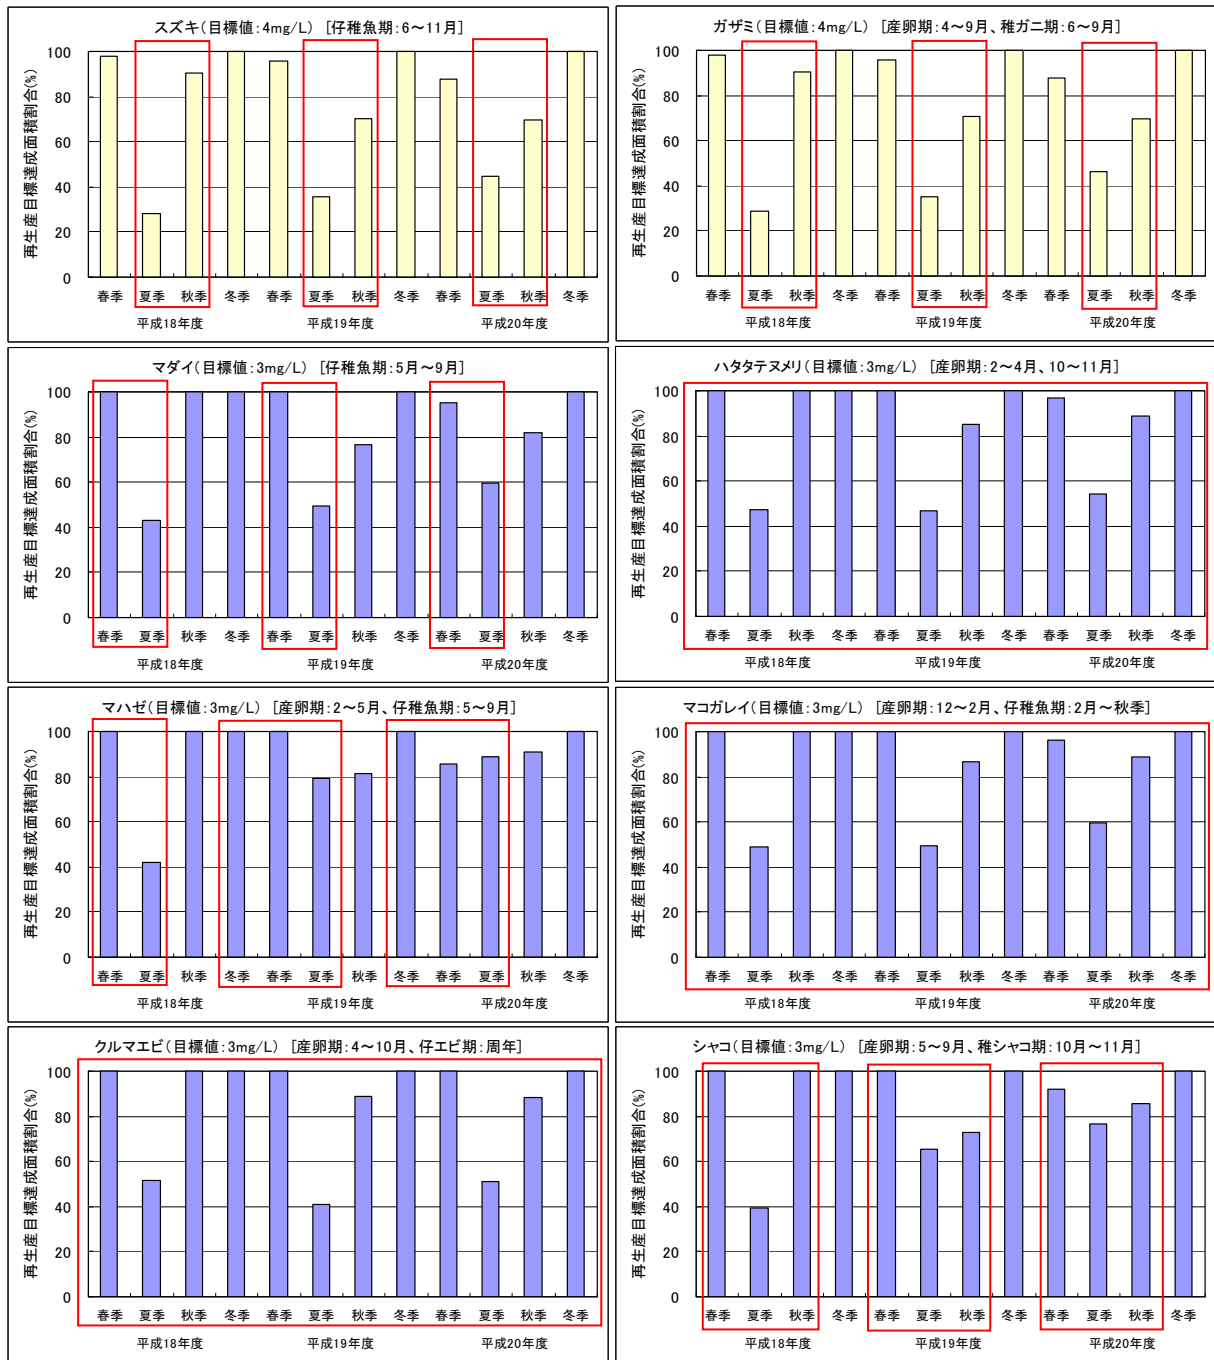 スズキ(目標値:4mg/L) [仔稚魚期:6～11月]
再生産目標達成面積割合(%)
100
80
60
40
20
0
春季 夏季 秋季 冬季 春季 夏季 秋季 冬季 春季 夏季 秋季 冬季
平成18年度 平成19年度 平成20年度
ガザミ(目標値:4mg/L) [産卵期:4～9月、稚ガニ期:6～9月]
再生産目標達成面積割合(%)
100
80
60
40
20
0
春季 夏季 秋季 冬季 春季 夏季 秋季 冬季 春季 夏季 秋季 冬季
平成18年度 平成19年度 平成20年度
マダイ(目標値:3mg/L) [仔稚魚期:5月～9月]
再生産目標達成面積割合(%)
100
80
60
40
20
0
春季 夏季 秋季 冬季 春季 夏季 秋季 冬季 春季 夏季 秋季 冬季
平成18年度 平成19年度 平成20年度
ハタタテヌメリ(目標値:3mg/L) [産卵期:2～4月、10～11月]
再生産目標達成面積割合(%)
100
80
60
40
20
0
春季 夏季 秋季 冬季 春季 夏季 秋季 冬季 春季 夏季 秋季 冬季
平成18年度 平成19年度 平成20年度
マハゼ(目標値:3mg/L) [産卵期:2～5月、仔稚魚期:5～9月]
再生産目標達成面積割合(%)
100
80
60
40
20
0
春季 夏季 秋季 冬季 春季 夏季 秋季 冬季 春季 夏季 秋季 冬季
平成18年度 平成19年度 平成20年度
マコガレイ(目標値:3mg/L) [産卵期:12～2月、仔稚魚期:2月～秋季]
再生産目標達成面積割合(%)
100
80
60
40
20
0
春季 夏季 秋季 冬季 春季 夏季 秋季 冬季 春季 夏季 秋季 冬季
平成18年度 平成19年度 平成20年度
クルマエビ(目標値:3mg/L) [産卵期:4～10月、仔エビ期:周年]
再生産目標達成面積割合(%)
100
80
60
40
20
0
春季 夏季 秋季 冬季 春季 夏季 秋季 冬季 春季 夏季 秋季 冬季
平成18年度 平成19年度 平成20年度
シャコ(目標値:3mg/L) [産卵期:5～9月、稚シャコ期:10月～11月]
再生産目標達成面積割合(%)
100
80
60
40
20
0
春季 夏季 秋季 冬季 春季 夏季 秋季 冬季 春季 夏季 秋季 冬季
平成18年度 平成19年度 平成20年度